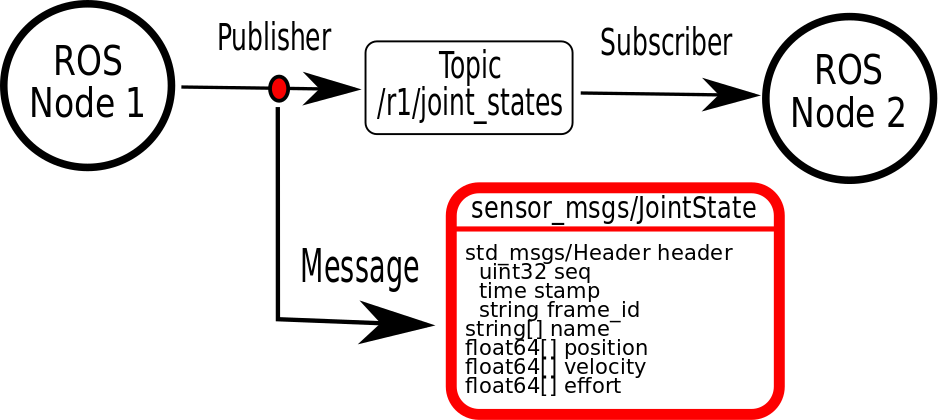 ROS
Node 1
Publisher
Topic
/r1/joint_states
Subscriber
ROS
Node 2
Message
sensor_msgs/JointState
std_msgs/Header header
uint32 seq
time stamp
string frame_id
string[] name
float64[] position
float64[] velocity
float64[] effort